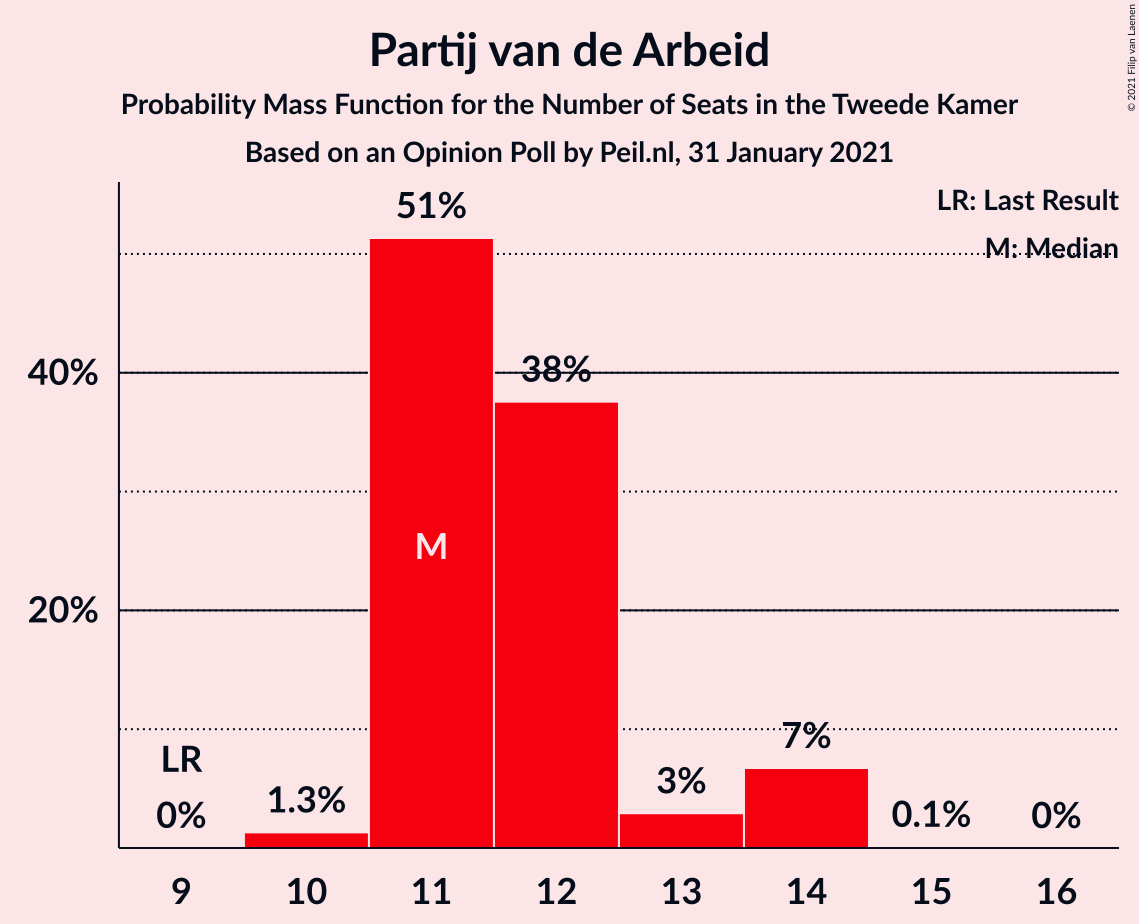 Partij van de Arbeid
Probability Mass Function for the Number of Seats in the Tweede Kamer
Based on an Opinion Poll by Peil.nl, 31 January 2021
© 2021 Filip van Laenen
LR: Last Result
M: Median
51%
38%
40%
M
20%
LR
0%
1.3%
3%
7%
0.1%
0%
9 10 11 12 13 14 15 16